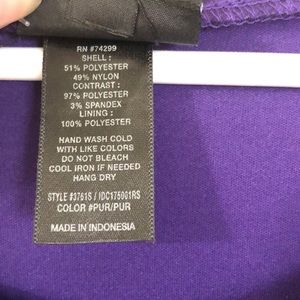 RN #74299
SHELL :
51% POLYESTER
49% NYLON
CONTRAST :
97% POLYESTER
3% SPANDEX
LINING :
100% POLYESTER
HAND WASH COLD
WITH LIKE COLORS
DO NOT BLEACH
COOL IRON IF NEEDED
HANG DRY
STYLE #3761S / IDC175001RS
COLOR #PUR/PUR
MADE IN INDONESIA